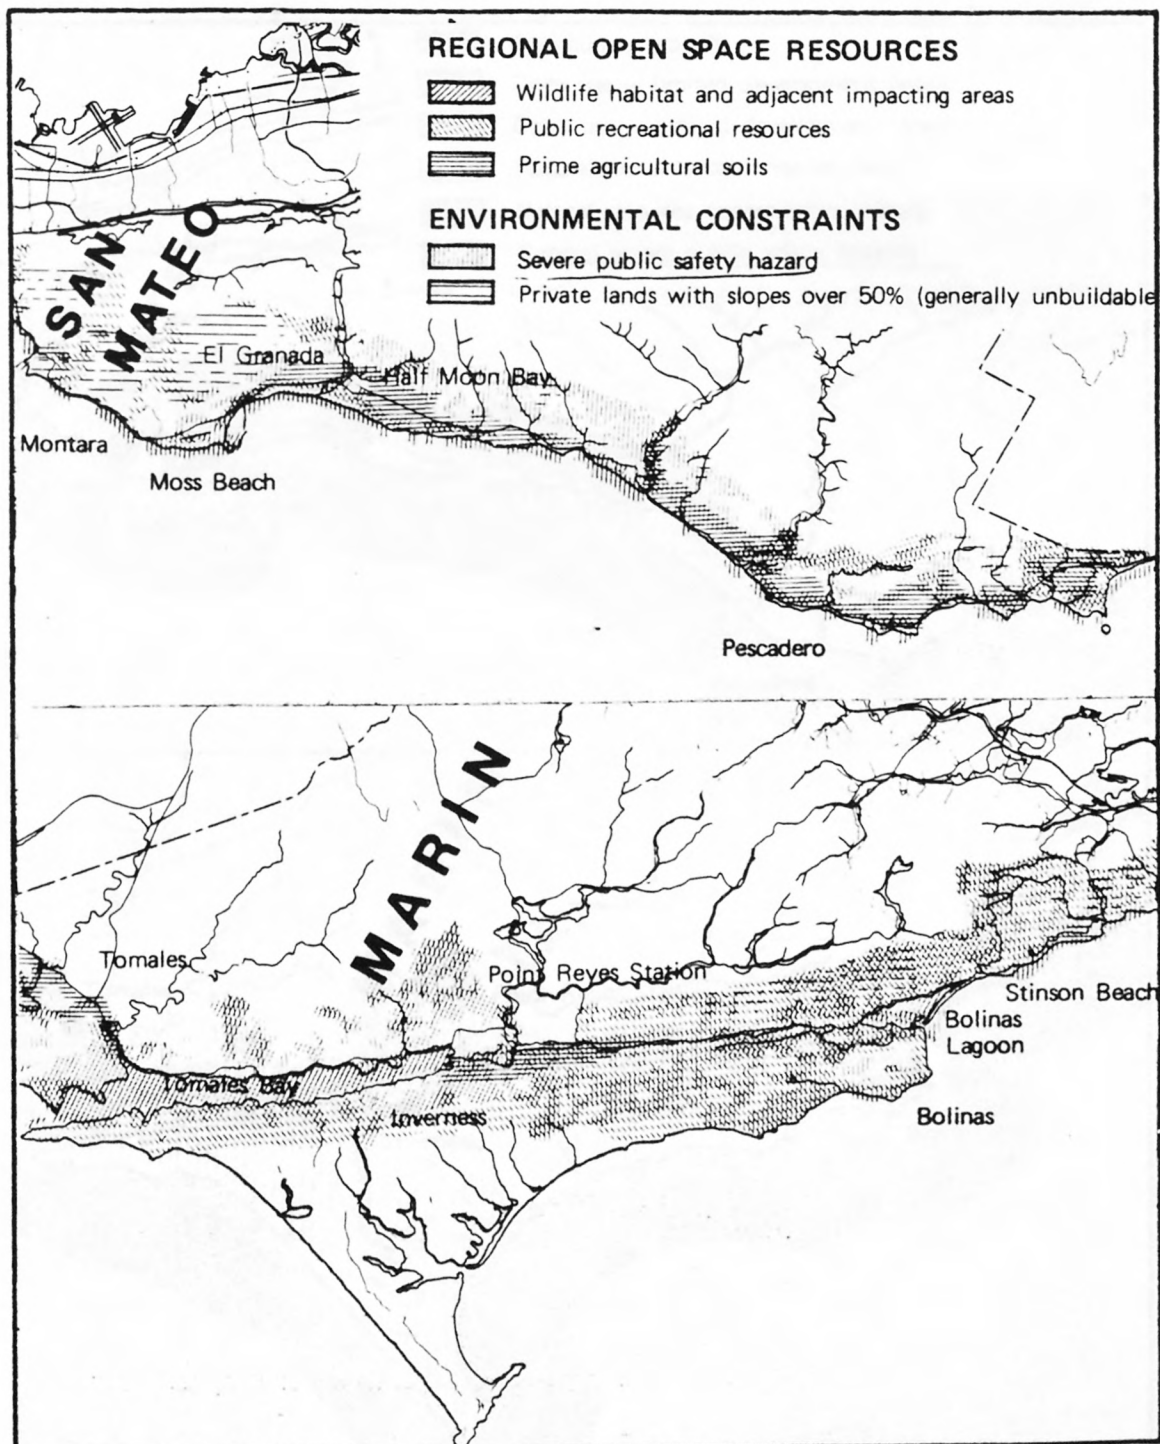 REGIONAL OPEN SPACE RESOURCES
Wildlife habitat and adjacent impacting areas
Public recreational resources
Prime agricultural soils
ENVIRONMENTAL CONSTRAINTS
Severe public safety hazard
Private lands with slopes over 50% (generally unbuildable
SAN
MATEO
El Granada
Half Moon Bay
Montara
Moss Beach
Pescadero
MARIN
Tomales
Point Reyes Station
Stinson Beach
Bolinas
Lagoon
Tomales Bay
Inverness
Bolinas